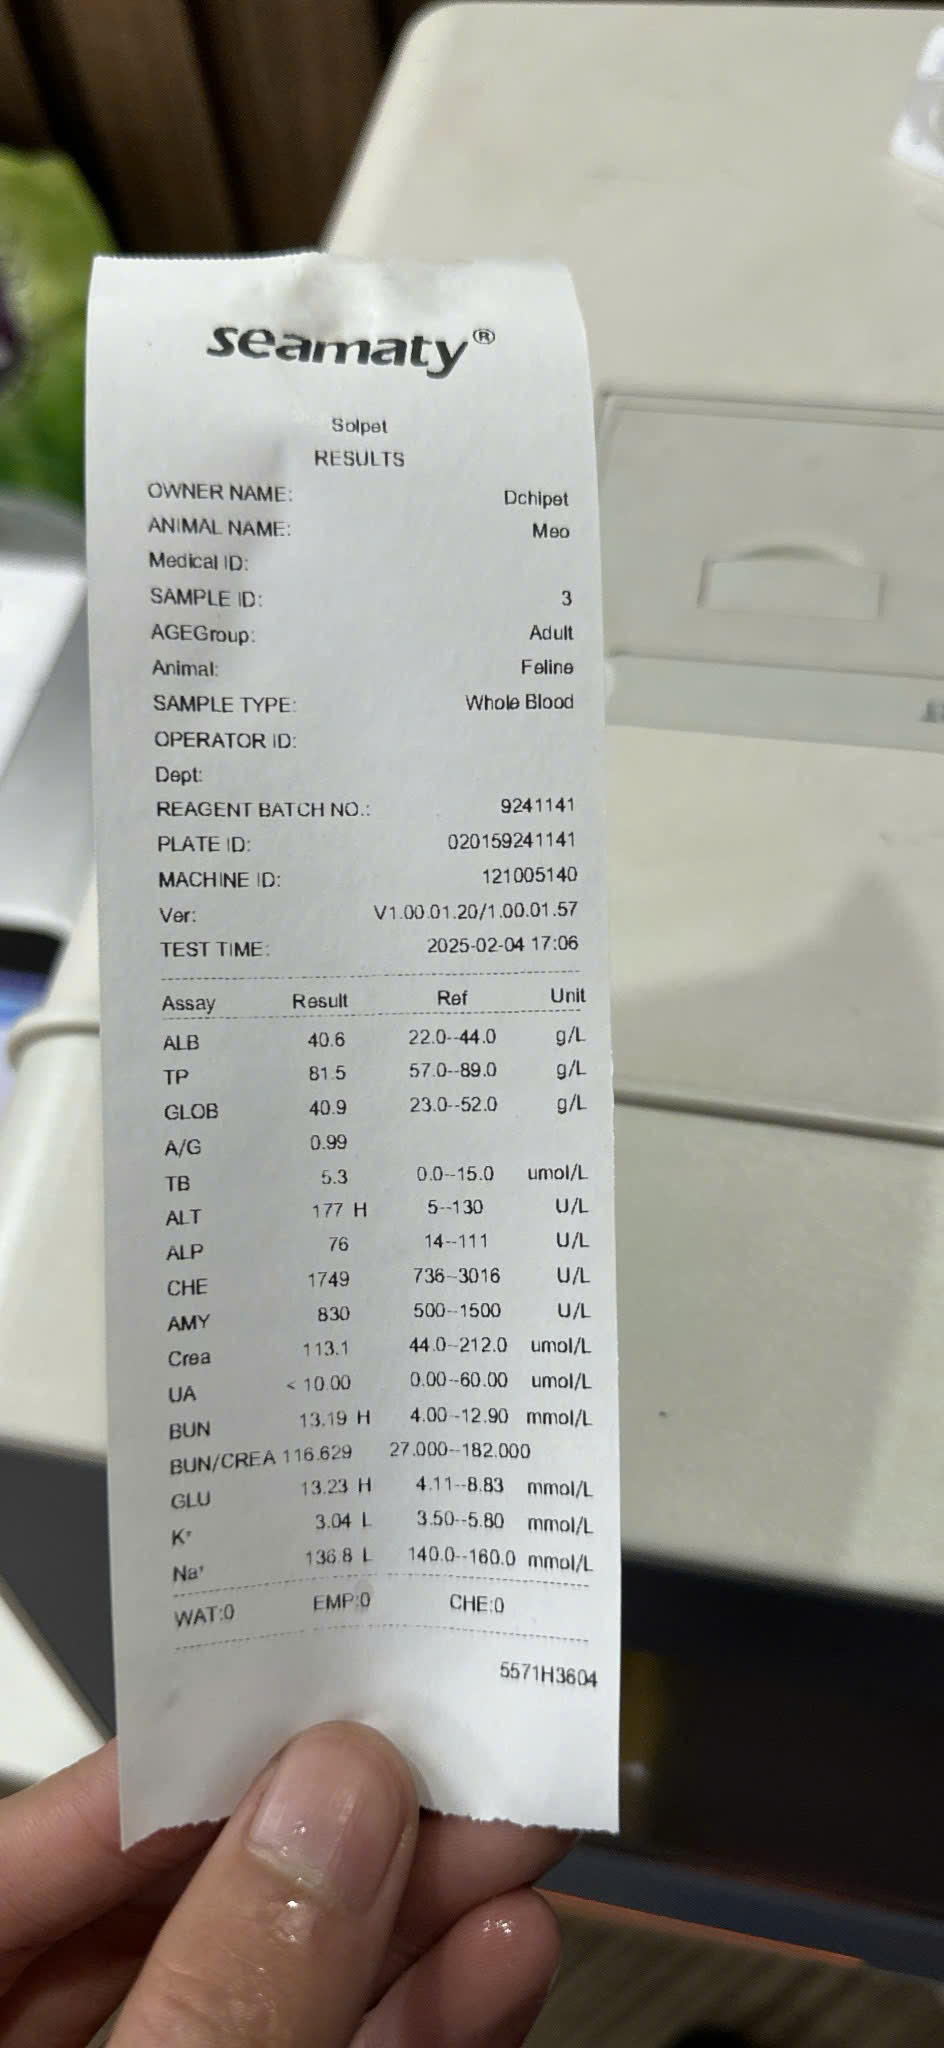 seamaty®
Solpet
RESULTS
OWNER NAME: Dchipet
ANIMAL NAME: Meo
Medical ID:
SAMPLE ID: 3
AGEGroup: Adult
Animal: Feline
SAMPLE TYPE: Whole Blood
OPERATOR ID:
Dept:
REAGENT BATCH NO.: 9241141
PLATE ID: 020159241141
MACHINE ID: 121005140
Ver: V1.00.01.20/1.00.01.57
TEST TIME: 2025-02-04 17:06
Assay Result Ref Unit
ALB 40.6 22.0--44.0 g/L
TP 81.5 57.0--89.0 g/L
GLOB 40.9 23.0--52.0 g/L
A/G 0.99
TB 5.3 0.0--15.0 umol/L
ALT 177 H 5--130 U/L
ALP 76 14--111 U/L
CHE 1749 736--3016 U/L
AMY 830 500--1500 U/L
Crea 113.1 44.0--212.0 umol/L
UA < 10.00 0.00--60.00 umol/L
BUN 13.19 H 4.00--12.90 mmol/L
BUN/CREA 116.629 27.000--182.000
GLU 13.23 H 4.11--8.83 mmol/L
K⁺ 3.04 L 3.50--5.80 mmol/L
Na⁺ 136.8 L 140.0--160.0 mmol/L
WAT:0 EMP:0 CHE:0
5571H3604